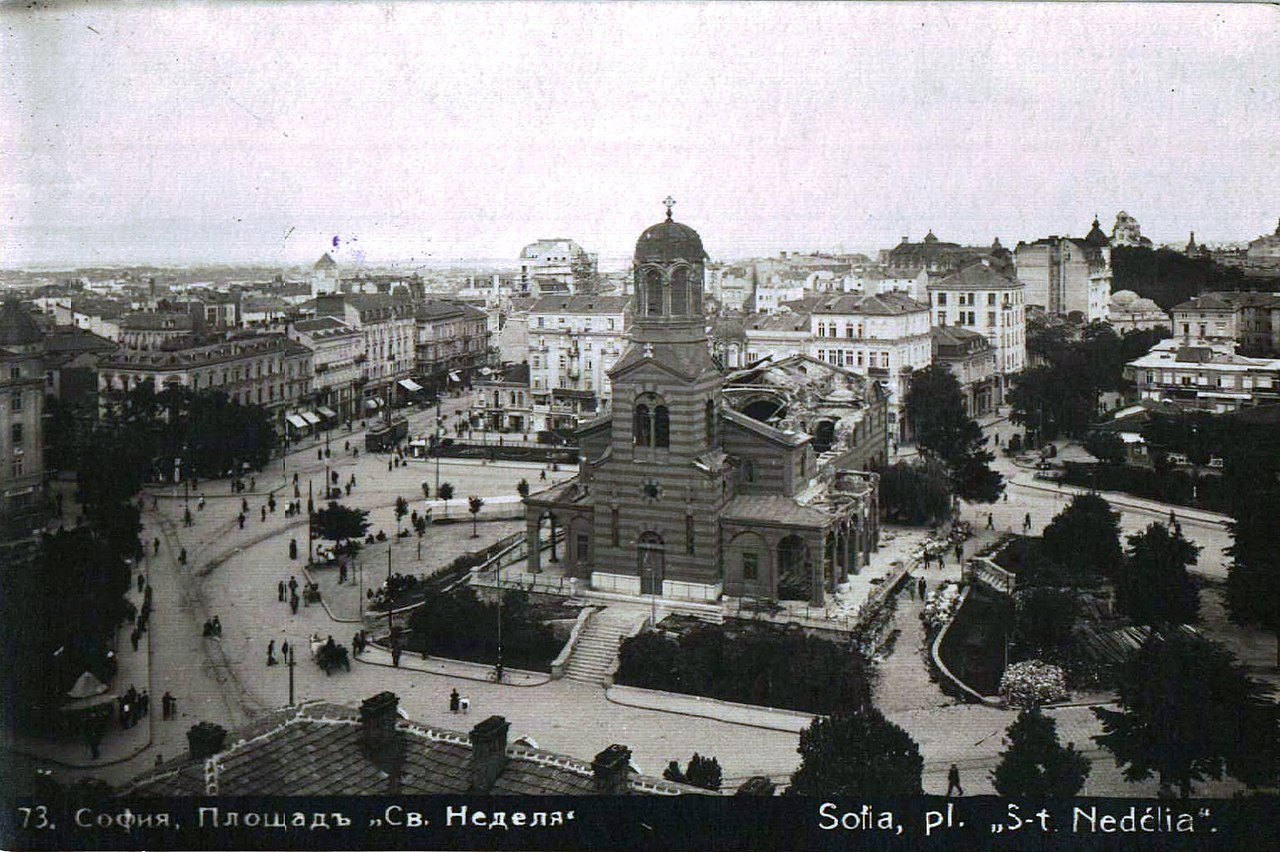 73. София, Площадъ „Св. Неделя“
Sofia, pl. „S-t. Nedélia“.